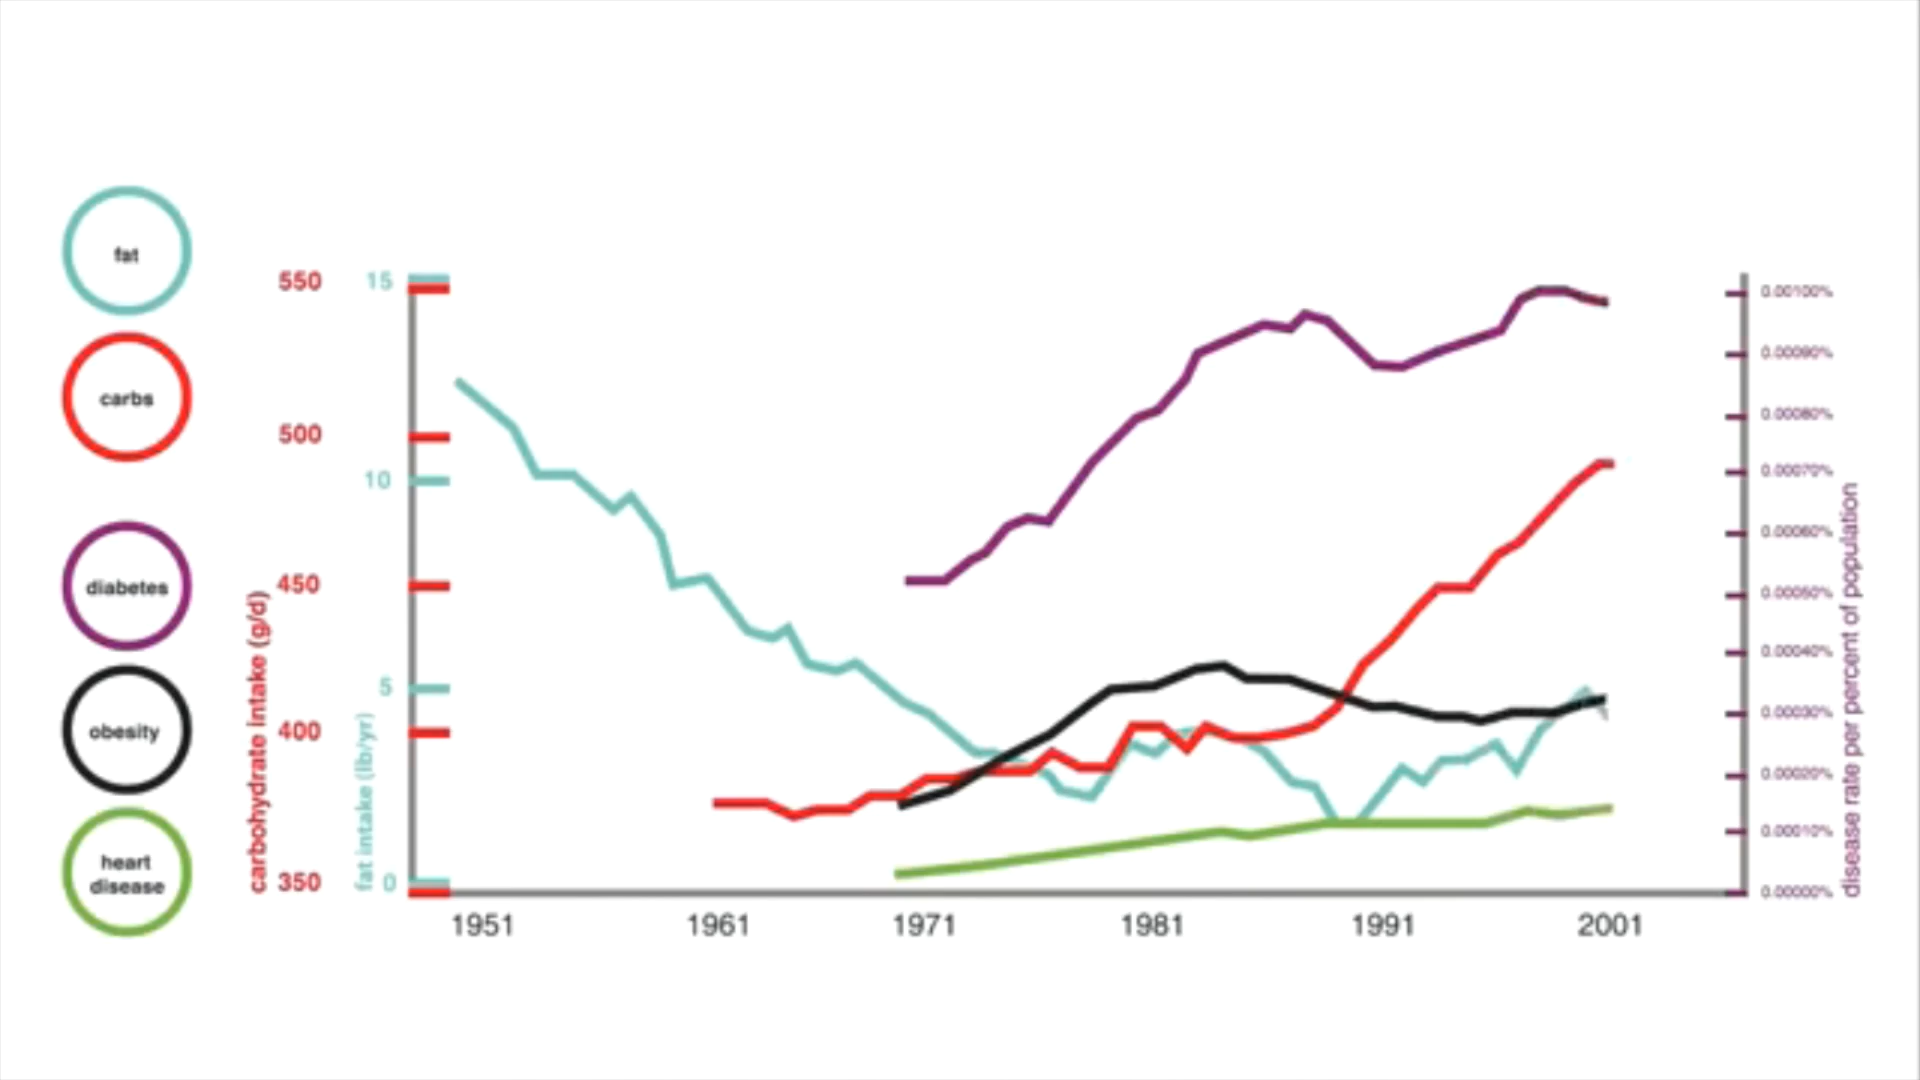 fat
carbs
diabetes
obesity
heart
disease
carbohydrate intake (g/d)
550
500
450
400
350
fat intake (lb/yr)
15
10
5
0
1951
1961
1971
1981
1991
2001
0.00100%
0.00090%
0.00080%
0.00070%
0.00060%
0.00050%
0.00040%
0.00030%
0.00020%
0.00010%
0.00000%
disease rate per percent of population